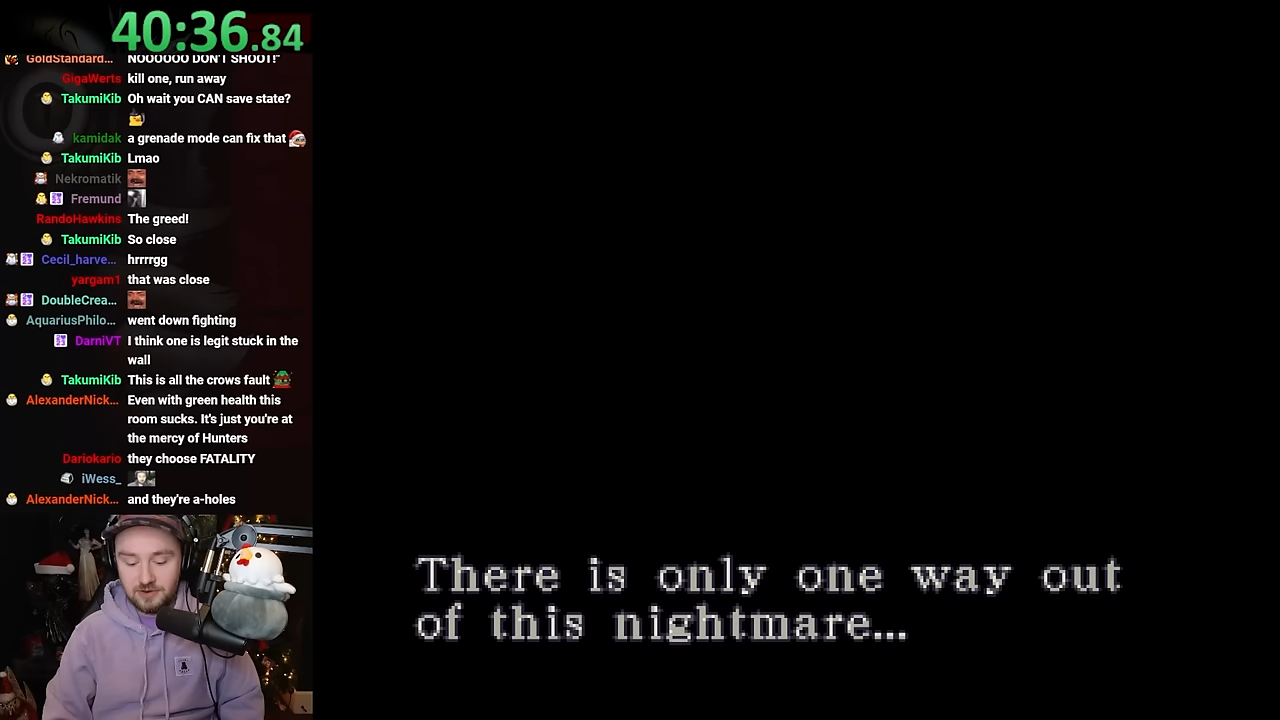 40:36.84
GoldStandard... NOOOOOO DON'T SHOOT!"
GigaWerts kill one, run away
TakumiKib Oh wait you CAN save state?
kamidak a grenade mode can fix that
TakumiKib Lmao
Nekromatik
Fremund
RandoHawkins The greed!
TakumiKib So close
Cecil_harve... hrrrrgg
yargam1 that was close
DoubleCrea...
AquariusPhilo... went down fighting
DarniVT I think one is legit stuck in the
wall
TakumiKib This is all the crows fault
AlexanderNick... Even with green health this
room sucks. It's just you're at
the mercy of Hunters
Dariokario they choose FATALITY
iWess_
AlexanderNick... and they're a-holes
There is only one way out
of this nightmare...